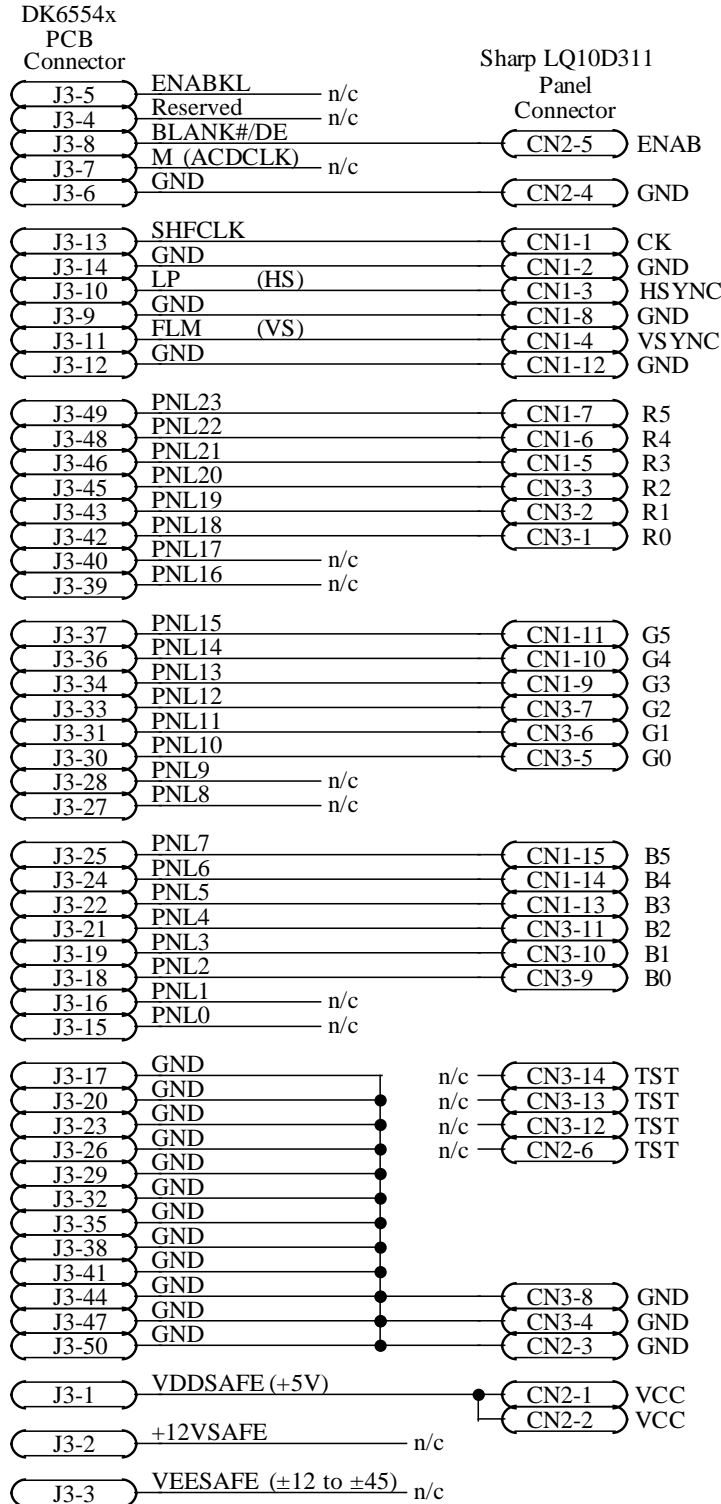 DK6554x
PCB
Connector
Sharp LQ10D311
Panel
Connector
J3-5 ENABKL n/c
J3-4 Reserved n/c
J3-8 BLANK#/DE CN2-5 ENAB
J3-7 M (ACDCLK) n/c
J3-6 GND CN2-4 GND
J3-13 SHFCLK CN1-1 CK
J3-14 GND CN1-2 GND
J3-10 LP (HS) CN1-3 HSYNC
J3-9 GND CN1-8 GND
J3-11 FLM (VS) CN1-4 VSYNC
J3-12 GND CN1-12 GND
J3-49 PNL23 CN1-7 R5
J3-48 PNL22 CN1-6 R4
J3-46 PNL21 CN1-5 R3
J3-45 PNL20 CN3-3 R2
J3-43 PNL19 CN3-2 R1
J3-42 PNL18 CN3-1 R0
J3-40 PNL17 n/c
J3-39 PNL16 n/c
J3-37 PNL15 CN1-11 G5
J3-36 PNL14 CN1-10 G4
J3-34 PNL13 CN1-9 G3
J3-33 PNL12 CN3-7 G2
J3-31 PNL11 CN3-6 G1
J3-30 PNL10 CN3-5 G0
J3-28 PNL9 n/c
J3-27 PNL8 n/c
J3-25 PNL7 CN1-15 B5
J3-24 PNL6 CN1-14 B4
J3-22 PNL5 CN1-13 B3
J3-21 PNL4 CN3-11 B2
J3-19 PNL3 CN3-10 B1
J3-18 PNL2 CN3-9 B0
J3-16 PNL1 n/c
J3-15 PNL0 n/c
J3-17 GND n/c CN3-14 TST
J3-20 GND n/c CN3-13 TST
J3-23 GND n/c CN3-12 TST
J3-26 GND n/c CN2-6 TST
J3-29 GND
J3-32 GND
J3-35 GND
J3-38 GND
J3-41 GND
J3-44 GND CN3-8 GND
J3-47 GND CN3-4 GND
J3-50 GND CN2-3 GND
J3-1 VDDSAFE (+5V) CN2-1 VCC
CN2-2 VCC
J3-2 +12VSAFE n/c
J3-3 VEESAFE (±12 to ±45) n/c